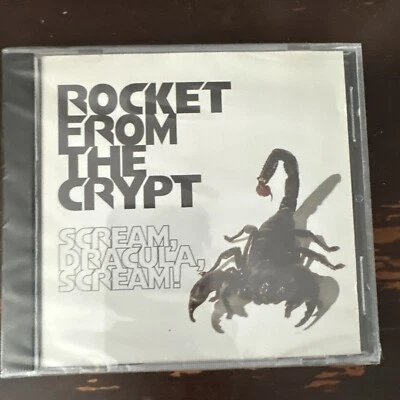 ROCKET
FROM
THE
CRYPT
SCREAM,
DRACULA,
SCREAM!